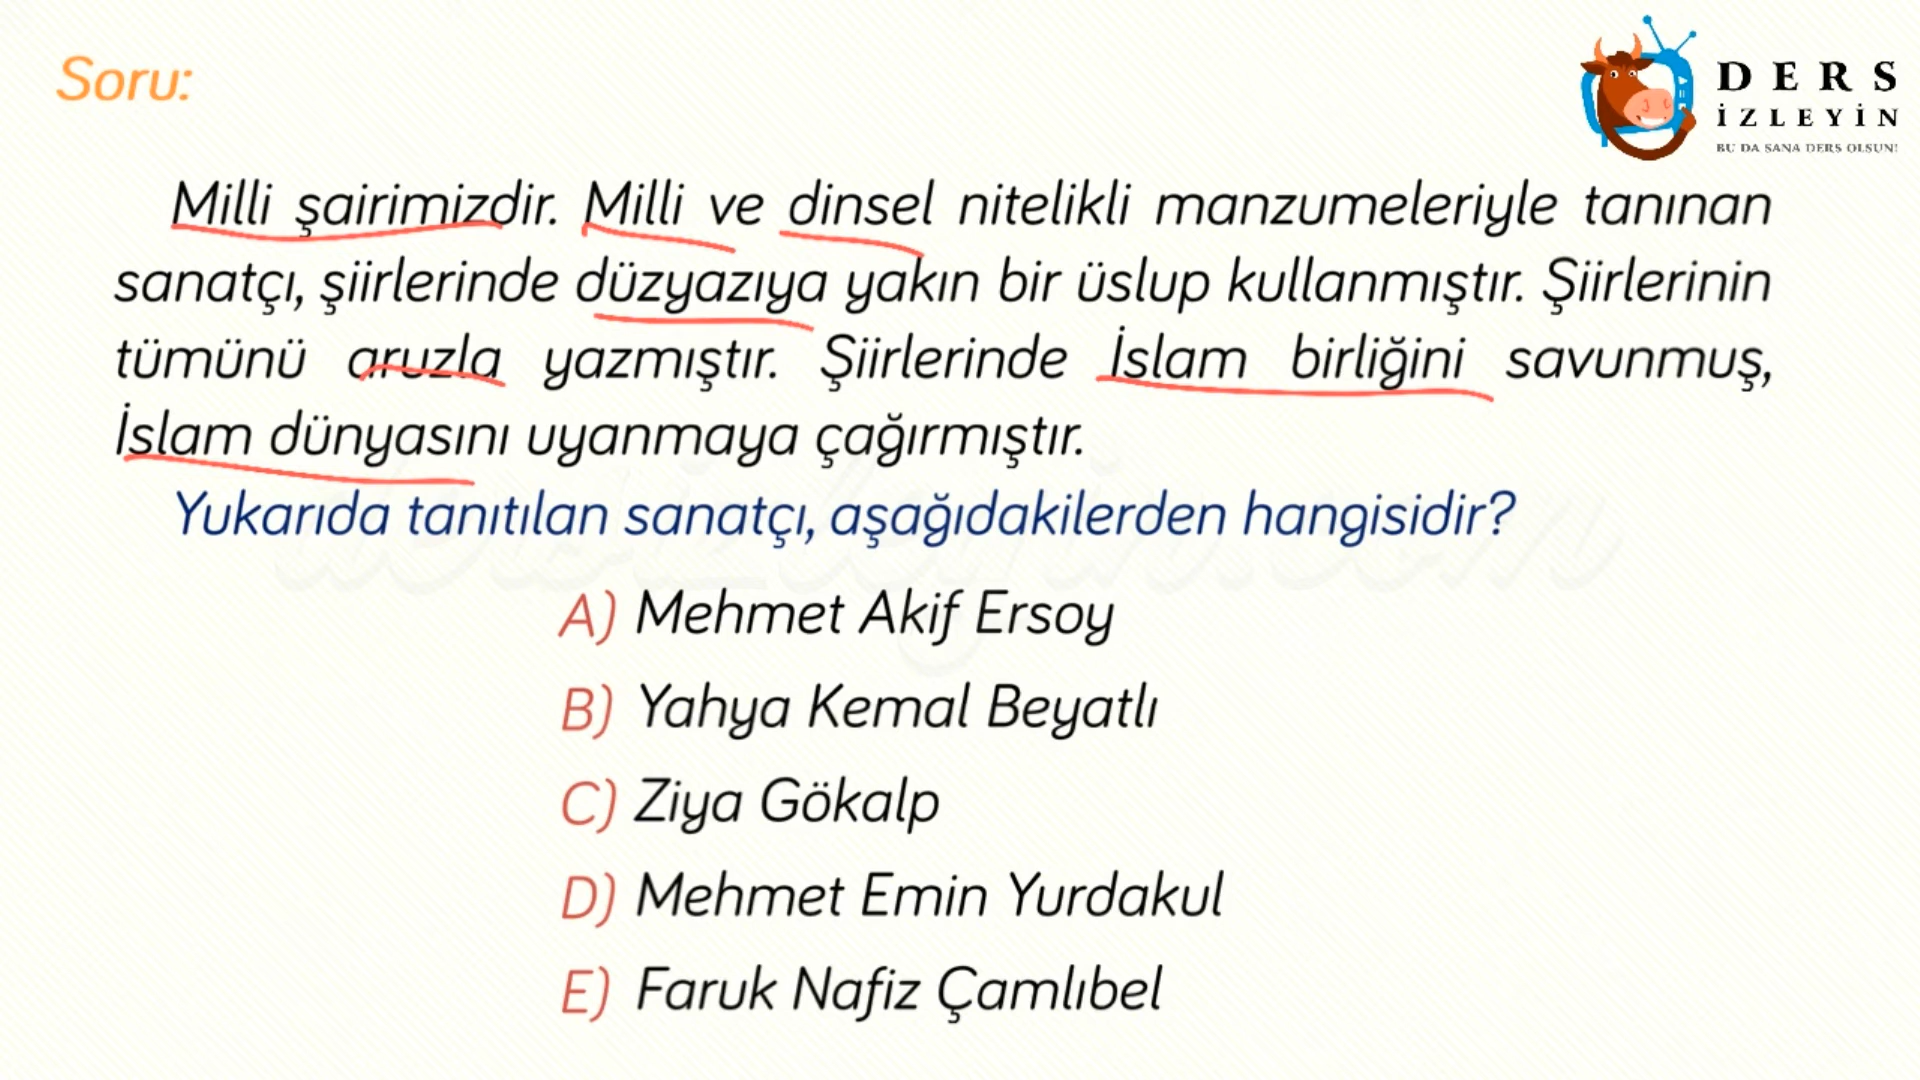 Soru:
DERS
İZLEYİN
BU DA SANA DERS OLSUN!
Milli şairimizdir. Milli ve dinsel nitelikli manzumeleriyle tanınan
sanatçı, şiirlerinde düzyazıya yakın bir üslup kullanmıştır. Şiirlerinin
tümünü aruzla yazmıştır. Şiirlerinde İslam birliğini savunmuş,
İslam dünyasını uyanmaya çağırmıştır.
Yukarıda tanıtılan sanatçı, aşağıdakilerden hangisidir?
A) Mehmet Akif Ersoy
B) Yahya Kemal Beyatlı
C) Ziya Gökalp
D) Mehmet Emin Yurdakul
E) Faruk Nafiz Çamlıbel